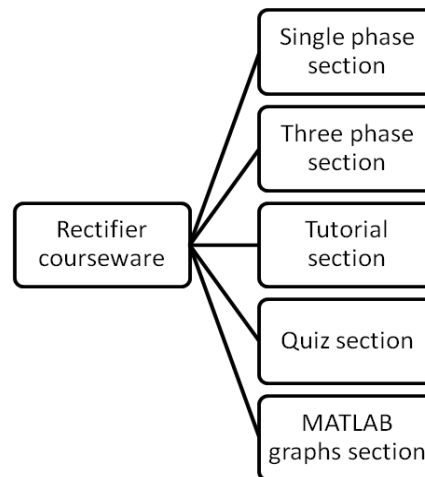 Single phase
section
Three phase
section
Rectifier
courseware
Tutorial
section
Quiz section
MATLAB
graphs section